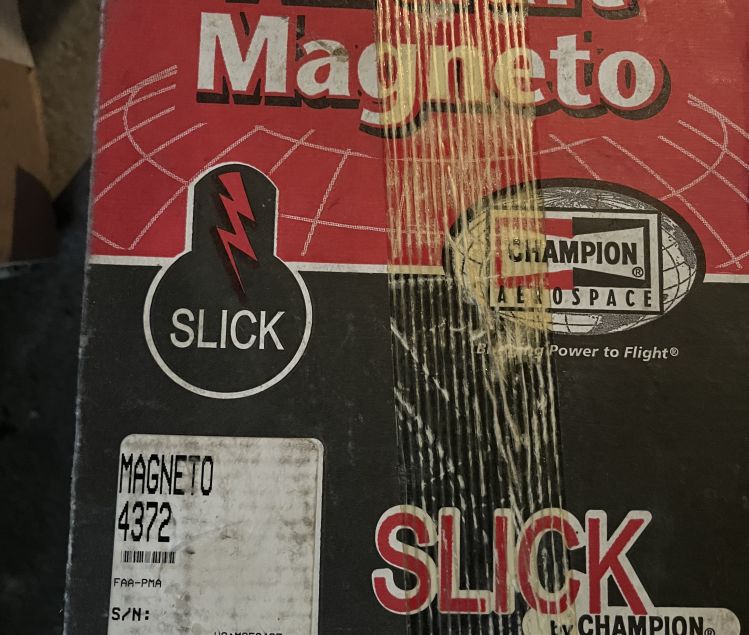 Magneto
CHAMPION®
AEROSPACE
Power to Flight®
SLICK
MAGNETO
4372
FAA-PMA
S/N:
SLICK
by CHAMPION®